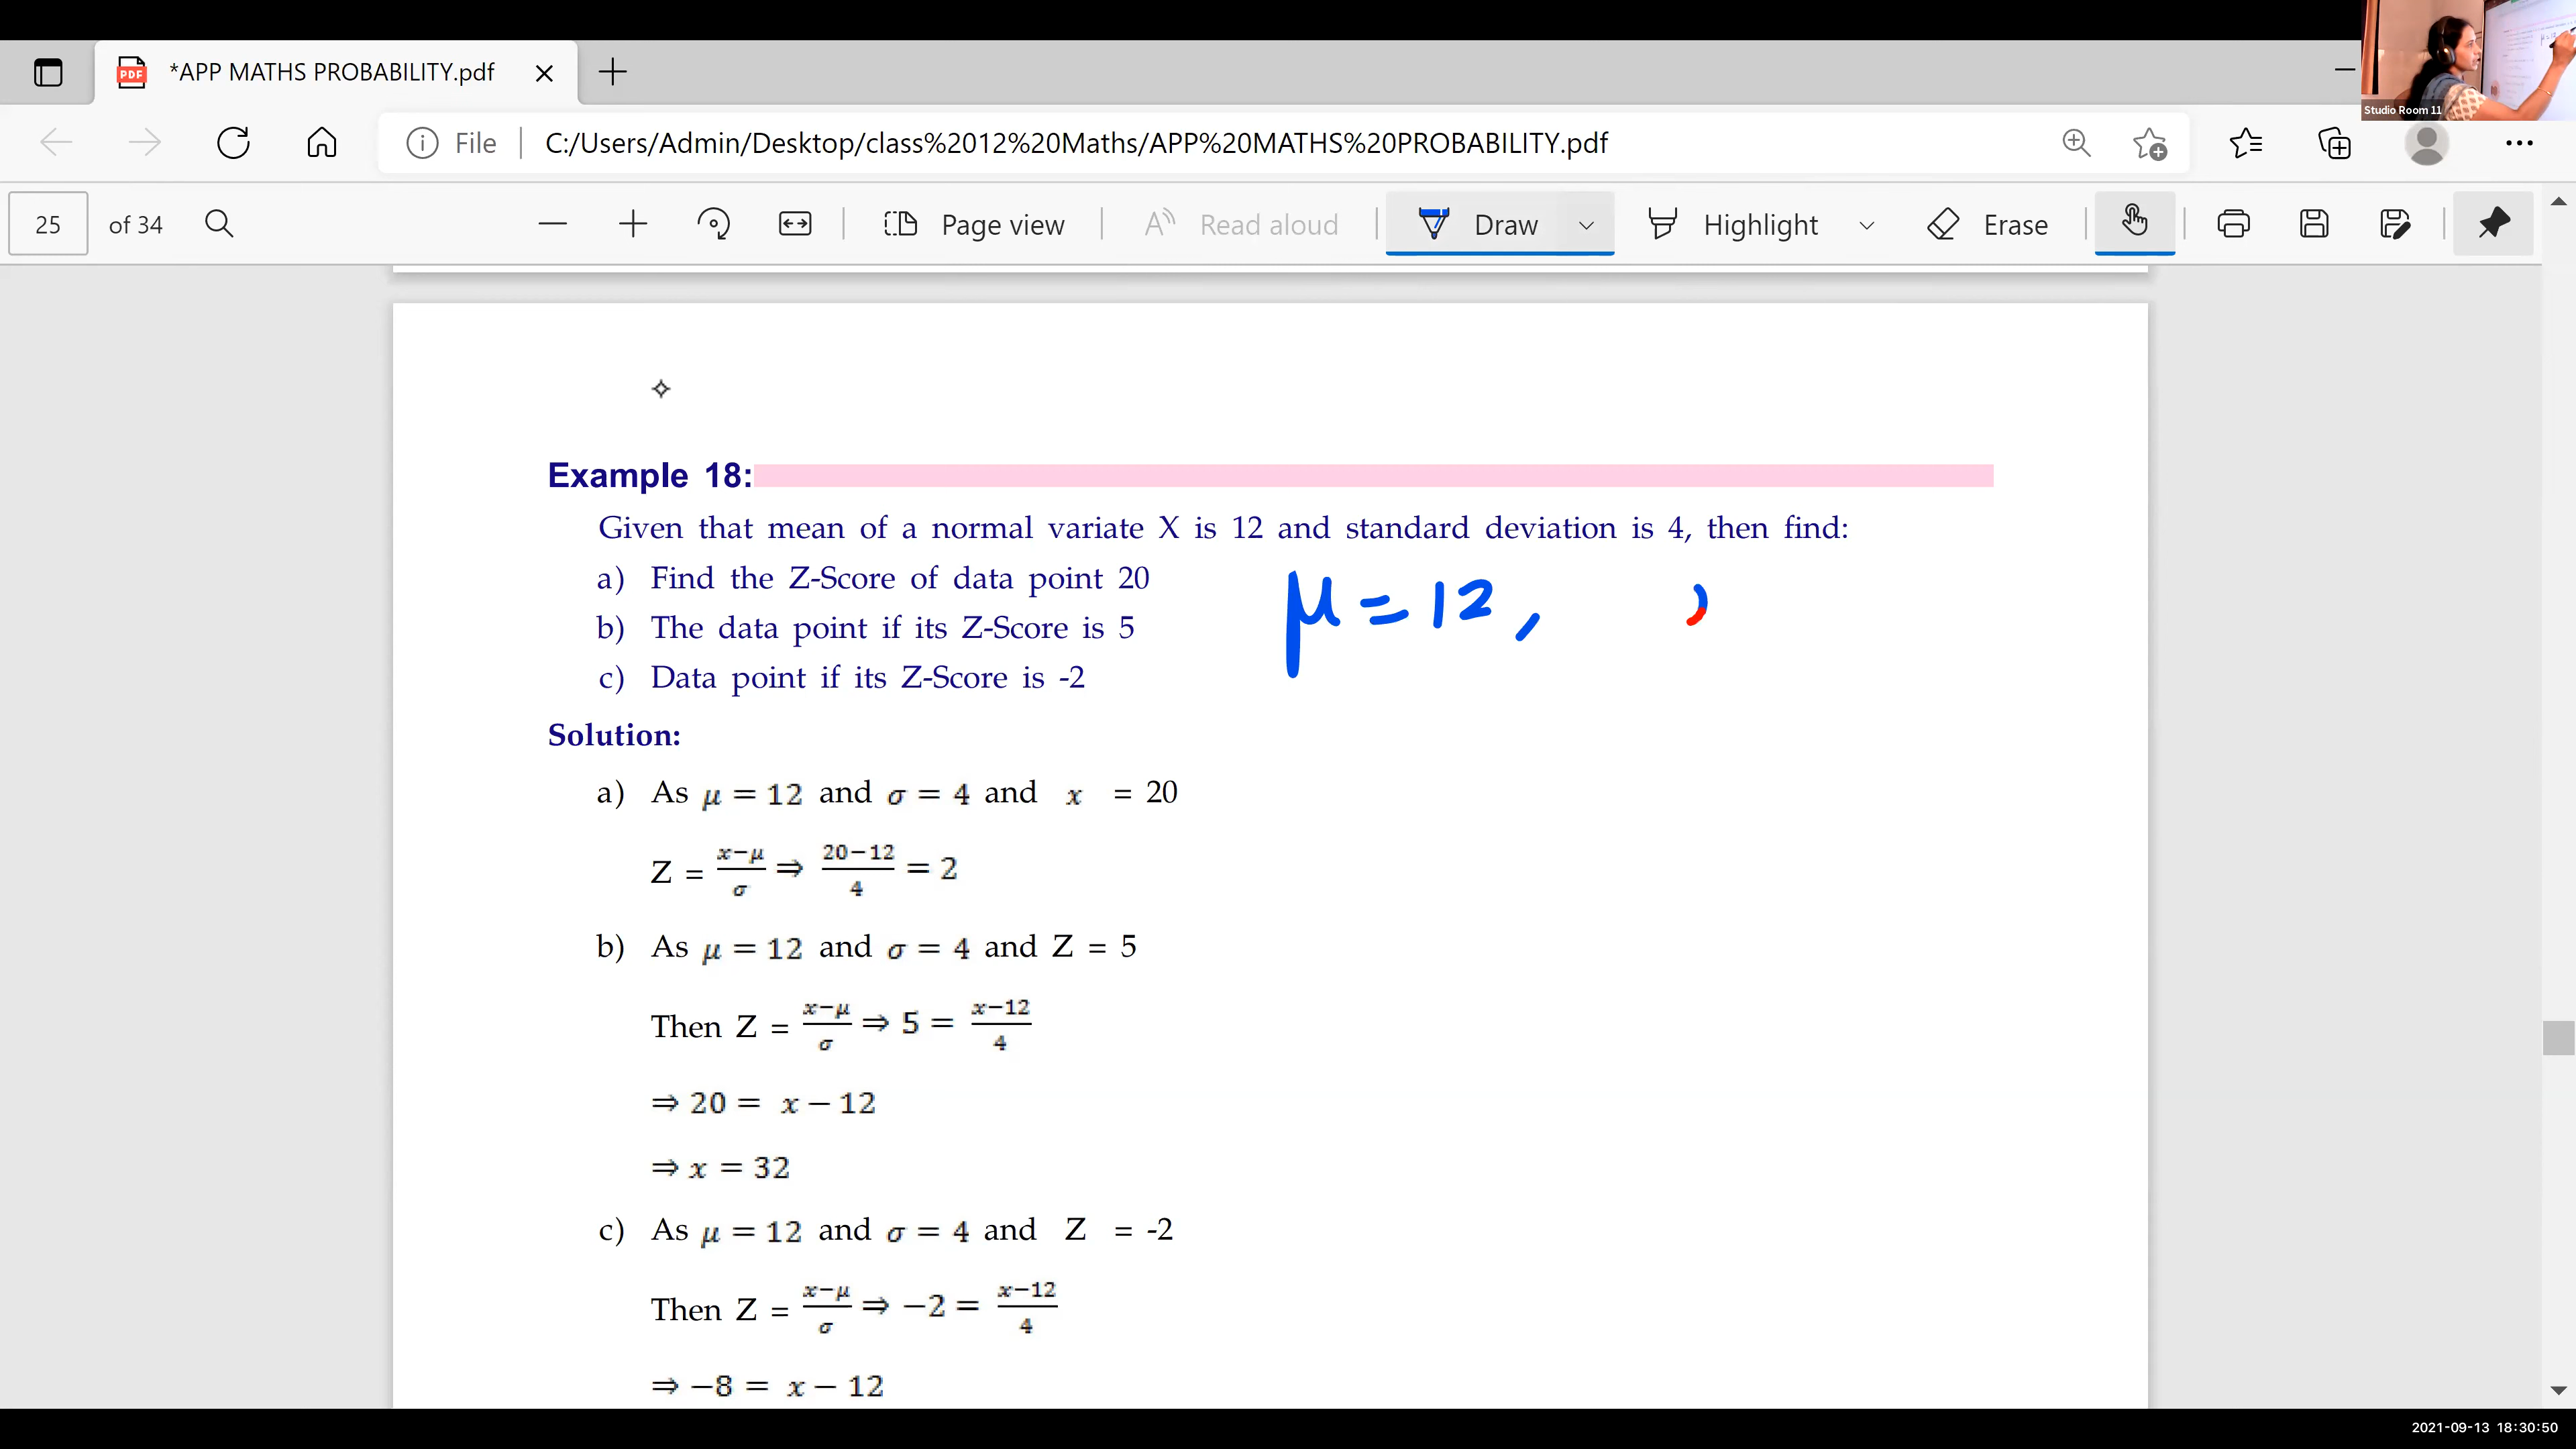 *APP MATHS PROBABILITY.pdf
Studio Room 11
File C:/Users/Admin/Desktop/class%2012%20Maths/APP%20MATHS%20PROBABILITY.pdf
25 of 34 Page view Read aloud Draw Highlight Erase
Example 18:
Given that mean of a normal variate X is 12 and standard deviation is 4, then find:
a) Find the Z-Score of data point 20
μ = 12 ,
b) The data point if its Z-Score is 5
c) Data point if its Z-Score is -2
Solution:
a) As μ = 12 and σ = 4 and x = 20
Z = (x−μ)/σ ⇒ (20−12)/4 = 2
b) As μ = 12 and σ = 4 and Z = 5
Then Z = (x−μ)/σ ⇒ 5 = (x−12)/4
⇒ 20 = x − 12
⇒ x = 32
c) As μ = 12 and σ = 4 and Z = -2
Then Z = (x−μ)/σ ⇒ −2 = (x−12)/4
⇒ −8 = x − 12
2021-09-13 18:30:50